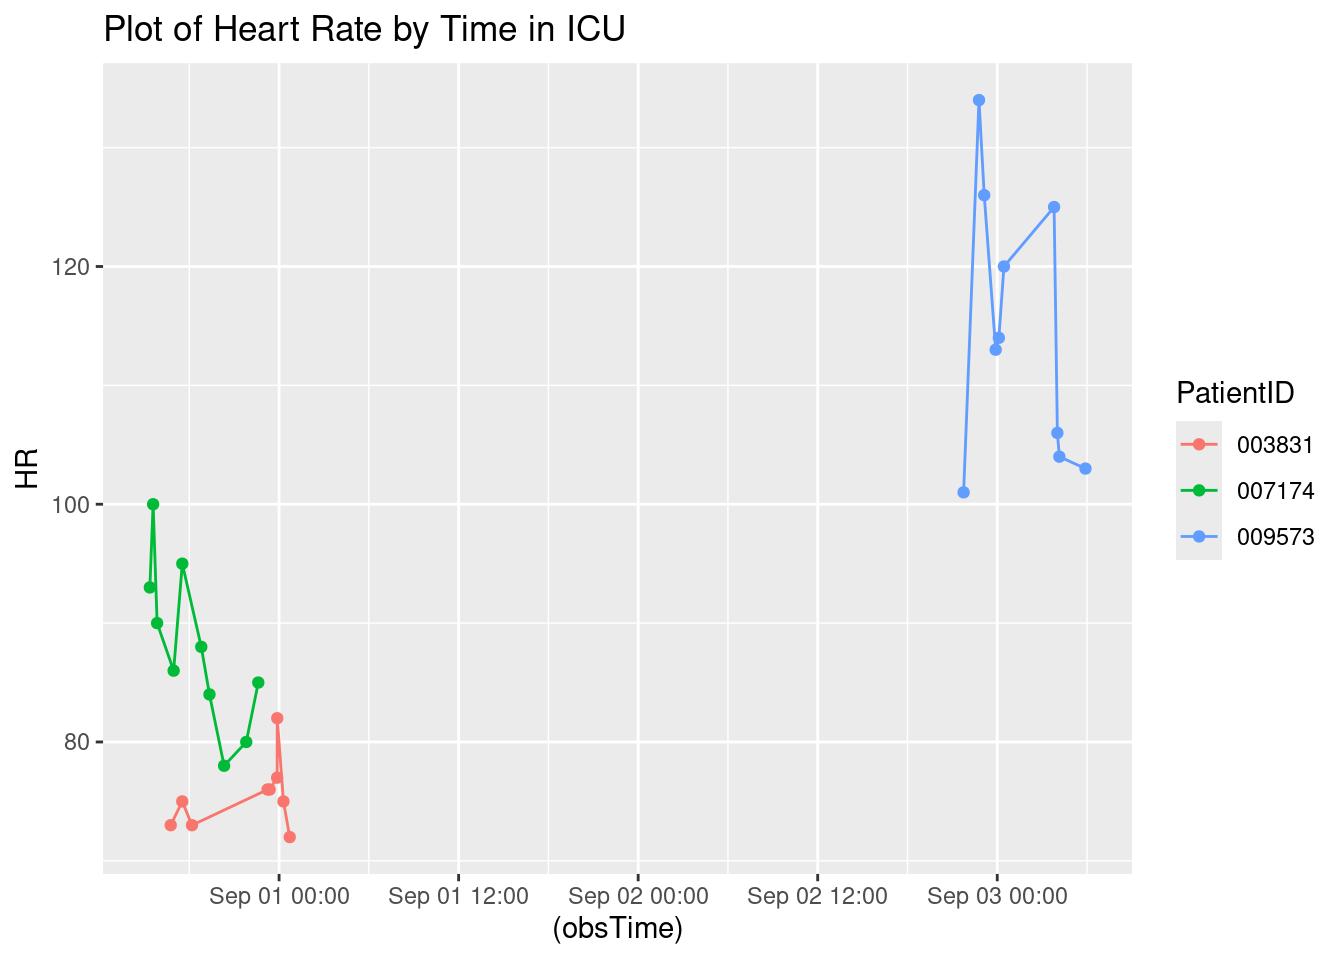 Plot of Heart Rate by Time in ICU
HR
120
100
80
Sep 01 00:00 Sep 01 12:00 Sep 02 00:00 Sep 02 12:00 Sep 03 00:00
(obsTime)
PatientID
003831
007174
009573